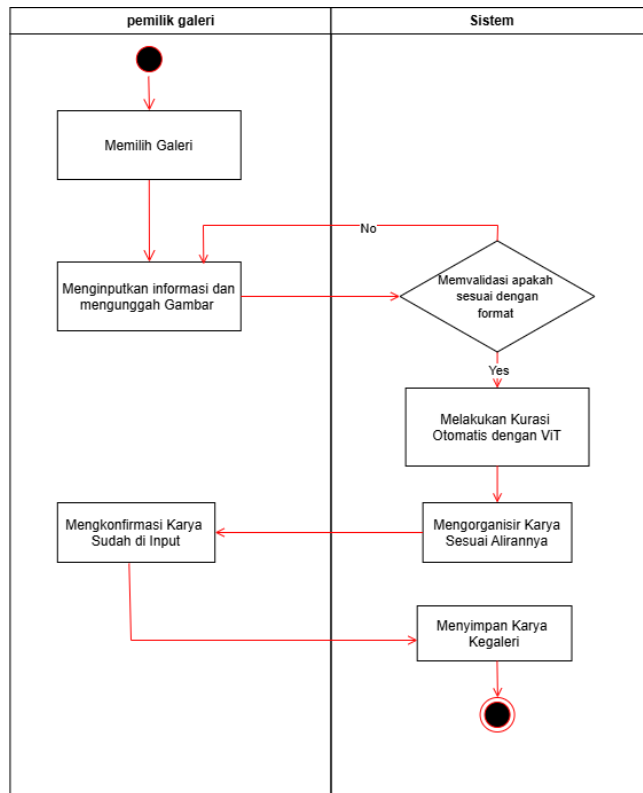 pemilik galeri
Sistem
Memilih Galeri
No
Menginputkan informasi dan
mengunggah Gambar
Memvalidasi apakah
sesuai dengan
format
Yes
Melakukan Kurasi
Otomatis dengan ViT
Mengkonfirmasi Karya
Sudah di Input
Mengorganisir Karya
Sesuai Alirannya
Menyimpan Karya
Kegaleri